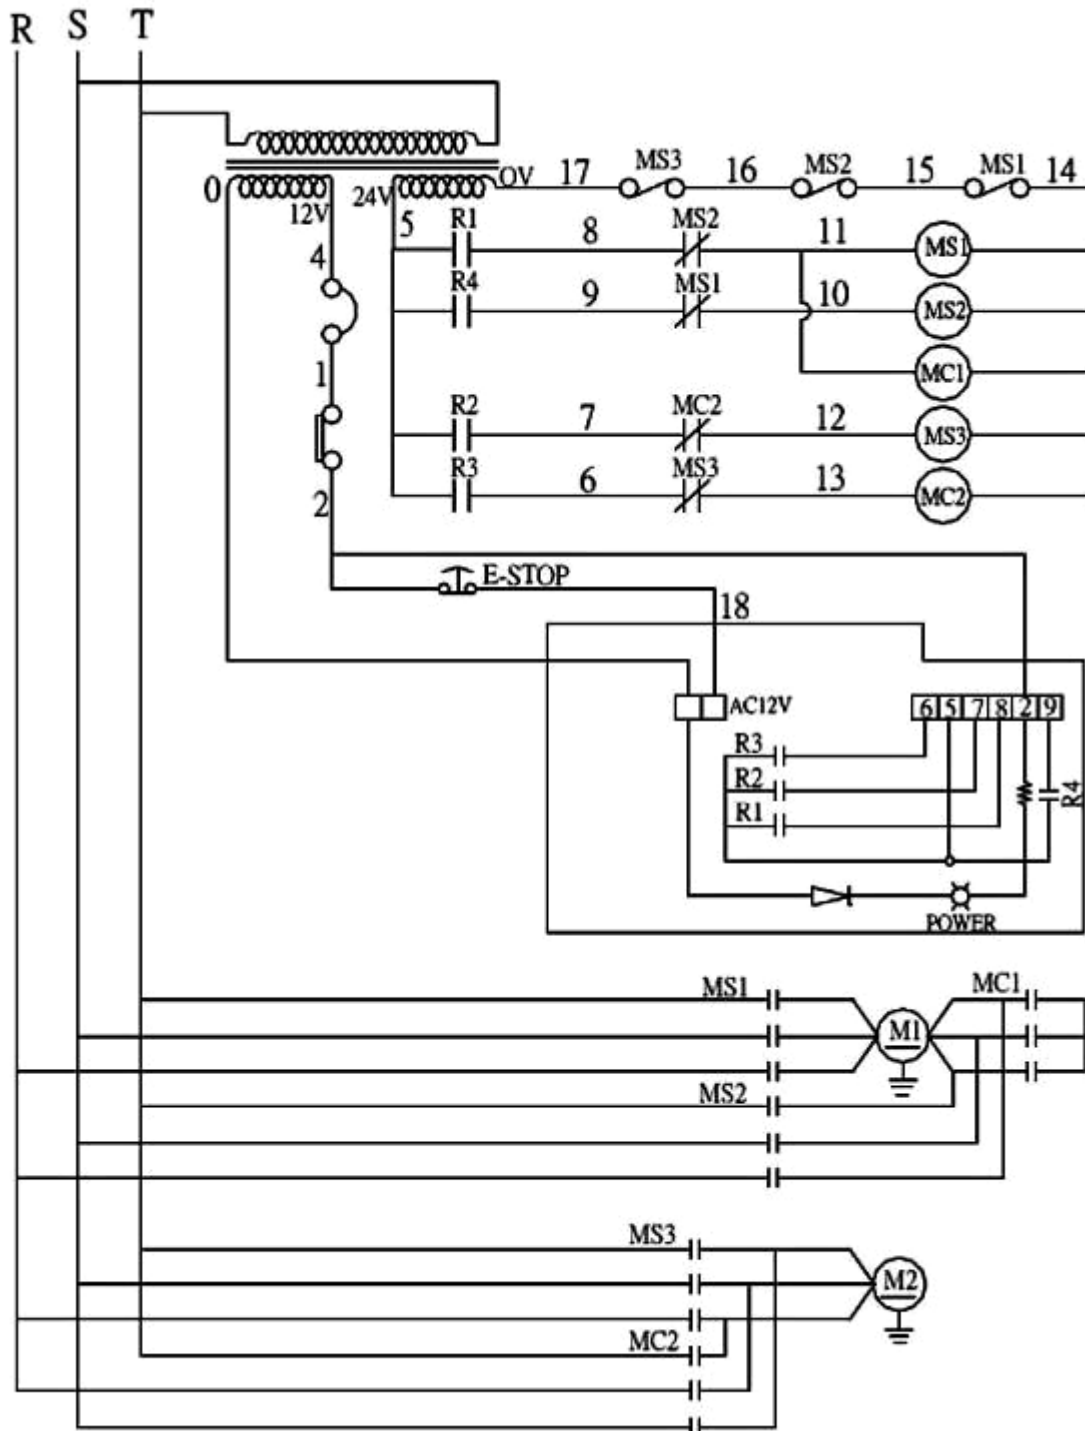 R S T
0 12V 24V OV 17 MS3 16 MS2 15 MS1 14
5 R1 8 MS2 11 MS1
4 R4 9 MS1 10 MS2
MC1
1 R2 7 MC2 12 MS3
2 R3 6 MS3 13 MC2
E-STOP
18
AC12V 6 5 7 8 2 9
R3
R2
R1
R4
POWER
MS1 M1 MC1
MS2
MS3 M2
MC2